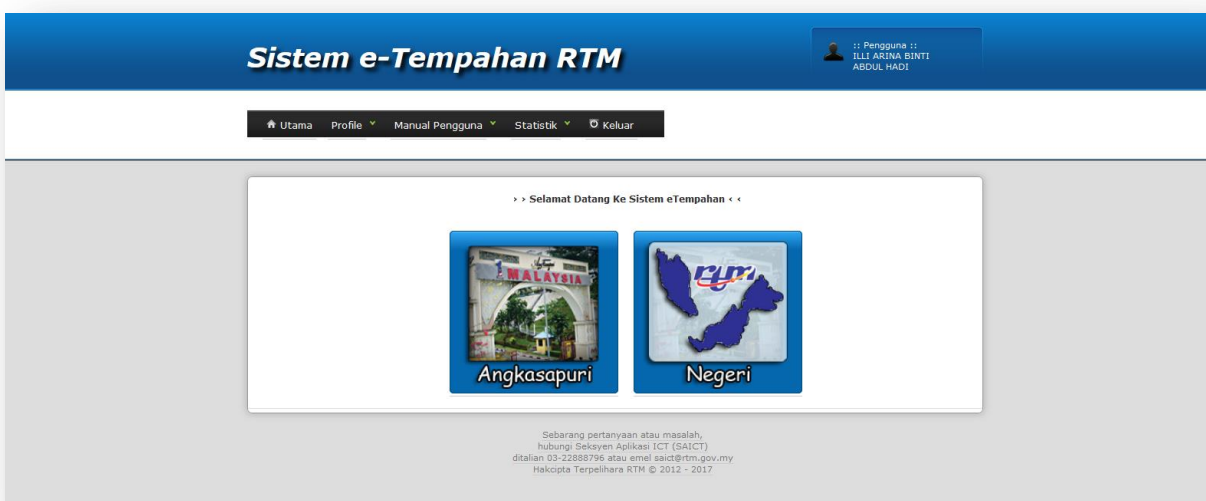 Sistem e-Tempahan RTM
:: Pengguna ::
ILLI ARINA BINTI
ABDUL HADI
Utama Profile Manual Pengguna Statistik Keluar
› › Selamat Datang Ke Sistem eTempahan ‹ ‹
1 MALAYSIA
rtm
Angkasapuri
Negeri
Sebarang pertanyaan atau masalah,
hubungi Seksyen Aplikasi ICT (SAICT)
ditalian 03-22888796 atau emel saict@rtm.gov.my
Hakcipta Terpelihara RTM © 2012 - 2017